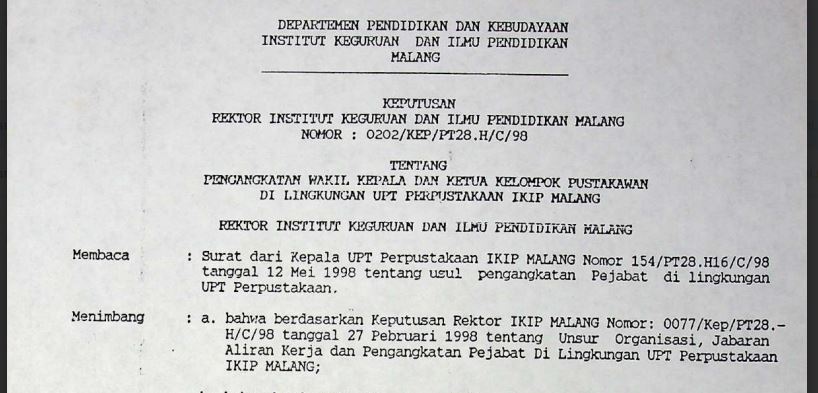 DEPARTEMEN PENDIDIKAN DAN KEBUDAYAAN
INSTITUT KEGURUAN DAN ILMU PENDIDIKAN
MALANG
KEPUTUSAN
REKTOR INSTITUT KEGURUAN DAN ILMU PENDIDIKAN MALANG
NOMOR : 0202/KEP/PT28.H/C/98
TENTANG
PENGANGKATAN WAKIL KEPALA DAN KETUA KELOMPOK PUSTAKAWAN
DI LINGKUNGAN UPT PERPUSTAKAAN IKIP MALANG
REKTOR INSTITUT KEGURUAN DAN ILMU PENDIDIKAN MALANG
Membaca : Surat dari Kepala UPT Perpustakaan IKIP MALANG Nomor 154/PT28.H16/C/98
tanggal 12 Mei 1998 tentang usul pengangkatan Pejabat di lingkungan
UPT Perpustakaan.
Menimbang : a. bahwa berdasarkan Keputusan Rektor IKIP MALANG Nomor: 0077/Kep/PT28.-
H/C/98 tanggal 27 Pebruari 1998 tentang Unsur Organisasi, Jabaran
Aliran Kerja dan Pengangkatan Pejabat Di Lingkungan UPT Perpustakaan
IKIP MALANG;